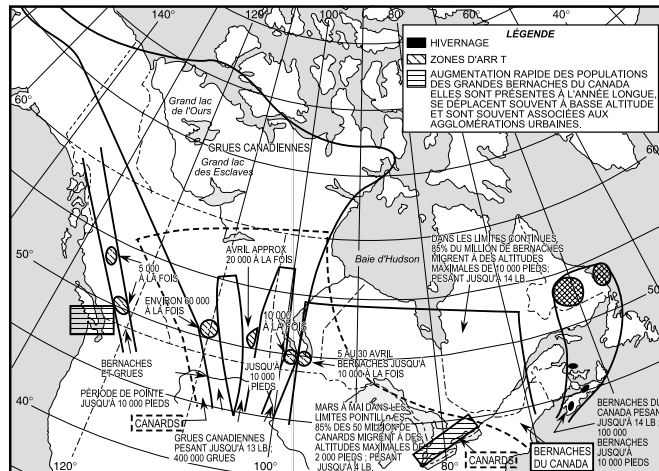 140° 120° 100° 80° 60° 40°
LÉGENDE
HIVERNAGE
ZONES D'ARR T
AUGMENTATION RAPIDE DES POPULATIONS
DES GRANDES BERNACHES DU CANADA
ELLES SONT PRÉSENTES À L'ANNÉE LONGUE,
SE DÉPLACENT SOUVENT À BASSE ALTITUDE
ET SONT SOUVENT ASSOCIÉES AUX
AGGLOMÉRATIONS URBAINES.
60°
60°
Grand lac
de l'Ours
GRUES CANADIENNES
Grand lac
des Esclaves
50°
50°
Baie d'Hudson
AVRIL APPROX
20 000 À LA FOIS
DANS LES LIMITES CONTINUES,
85% DU MILLION DE BERNACHES
MIGRENT À DES ALTITUDES
MAXIMALES DE 10 000 PIEDS;
PESANT JUSQU'À 14 LB
5 000
À LA FOIS
ENVIRON 60 000
À LA FOIS
10 000
À LA FOIS
BERNACHES
ET GRUES
JUSQU'À
10 000
PIEDS
5 AU 30 AVRIL
BERNACHES JUSQU'À
10 000 À LA FOIS
PÉRIODE DE POINTE
JUSQU'À 10 000 PIEDS
40°
40°
CANARDS
GRUES CANADIENNES
PESANT JUSQU'À 13 LB ;
400 000 GRUES
MARS À MAI DANS LES
LIMITES POINTILL ES
85% DES 50 MILLION DE
CANARDS MIGRENT À DES
ALTITUDES MAXIMALES DE
2 000 PIEDS ; PESANT
JUSQU'À 4 LB.
CANARDS
BERNACHES
DU CANADA
BERNACHES DU
CANADA PESANT
JUSQU'À 14 LB ;
100 000
BERNACHES
JUSQU'À
10 000 PIEDS
120° 100° 80°